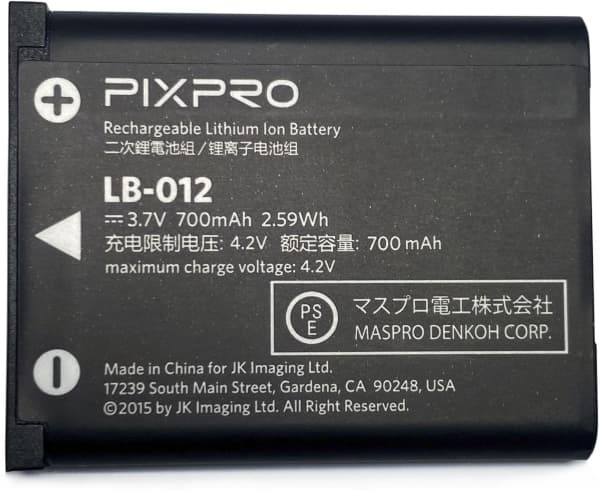 PIXPRO
Rechargeable Lithium Ion Battery
二次鋰電池組/锂离子电池组
LB-012
⎓ 3.7V 700mAh 2.59Wh
充电限制电压: 4.2V 额定容量: 700 mAh
maximum charge voltage: 4.2V
PS
E
マスプロ電工株式会社
MASPRO DENKOH CORP.
Made in China for JK Imaging Ltd.
17239 South Main Street, Gardena, CA 90248, USA
©2015 by JK Imaging Ltd. All Right Reserved.